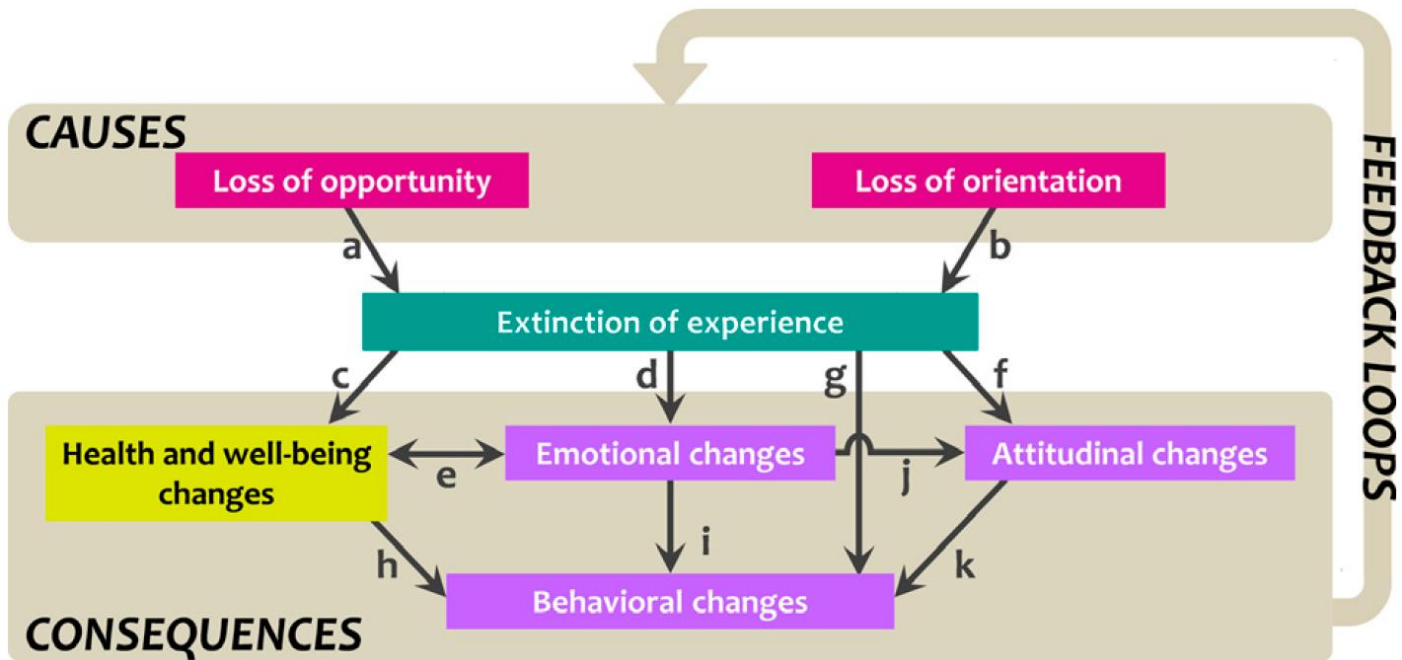 CAUSES
Loss of opportunity
Loss of orientation
a
b
Extinction of experience
c
d
g
f
Health and well-being
changes
e
Emotional changes
j
Attitudinal changes
h
i
k
Behavioral changes
CONSEQUENCES
FEEDBACK LOOPS